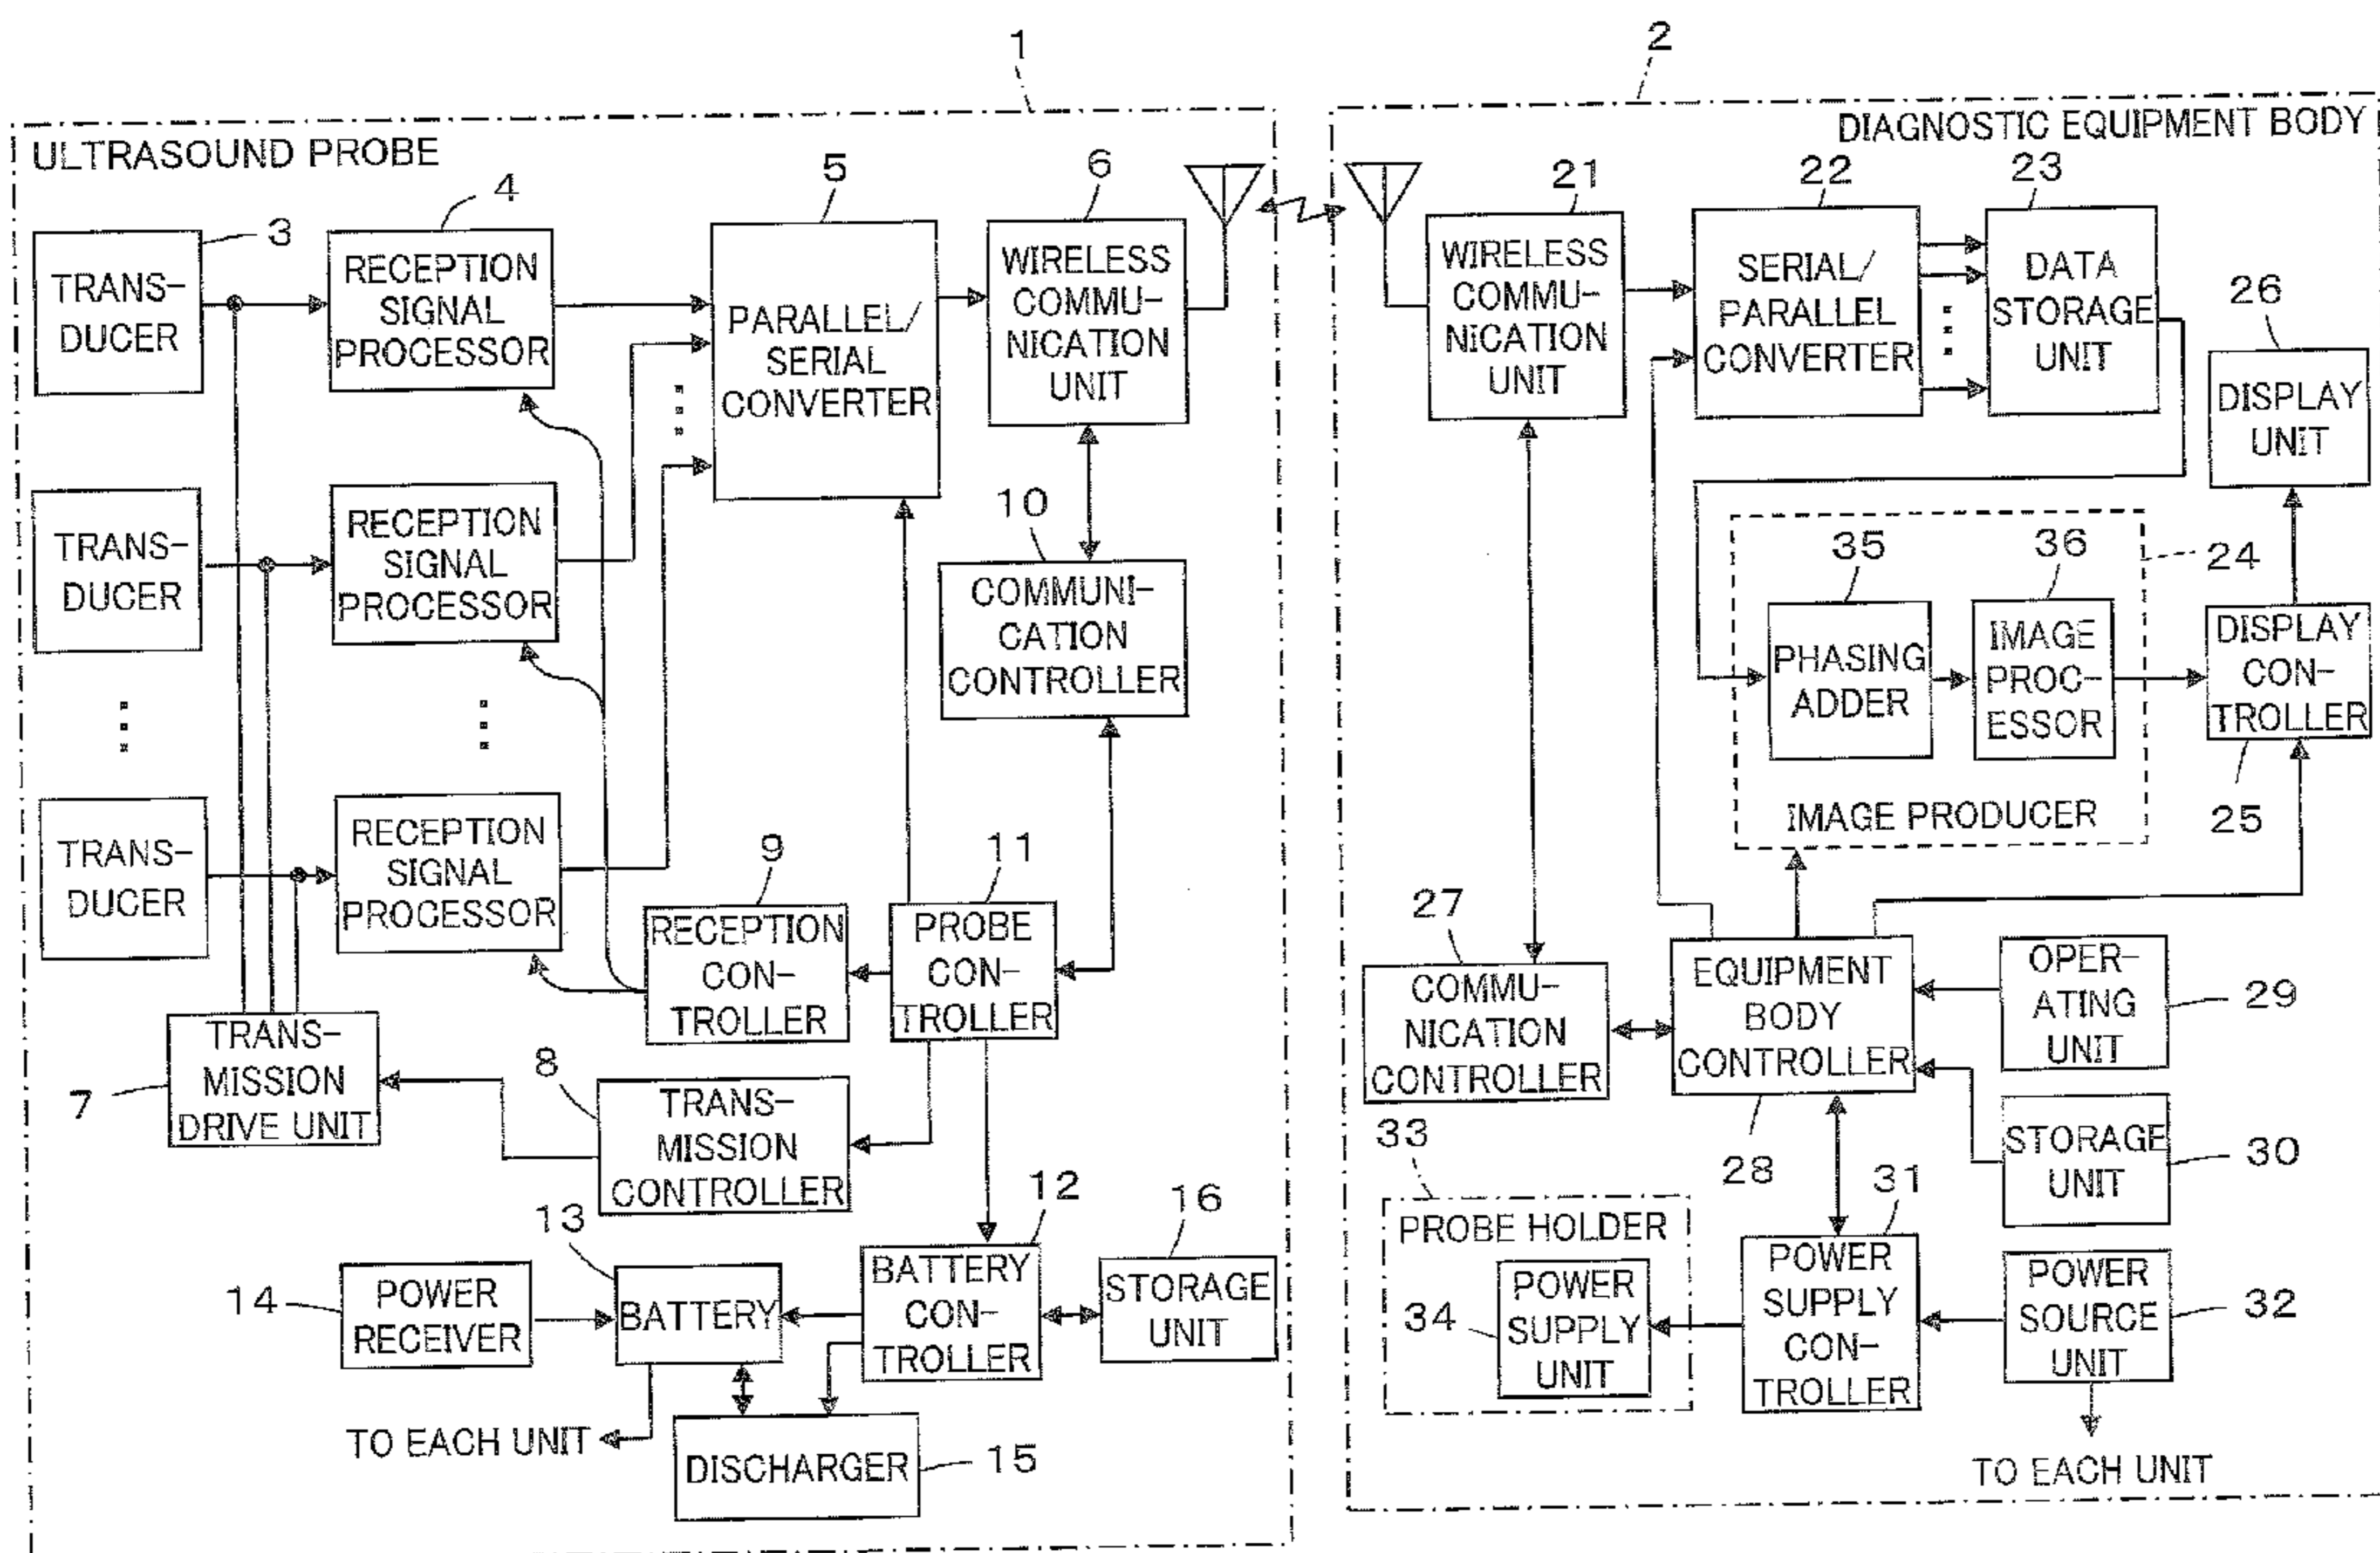 1
2
ULTRASOUND PROBE
DIAGNOSTIC EQUIPMENT BODY
3
TRANS-
DUCER
4
RECEPTION
SIGNAL
PROCESSOR
5
PARALLEL/
SERIAL
CONVERTER
6
WIRELESS
COMMU-
NICATION
UNIT
TRANS-
DUCER
RECEPTION
SIGNAL
PROCESSOR
10
COMMUNI-
CATION
CONTROLLER
TRANS-
DUCER
RECEPTION
SIGNAL
PROCESSOR
9
RECEPTION
CON-
TROLLER
11
PROBE
CON-
TROLLER
7
TRANS-
MISSION
DRIVE UNIT
8
TRANS-
MISSION
CONTROLLER
12
BATTERY
CON-
TROLLER
13
BATTERY
14
POWER
RECEIVER
16
STORAGE
UNIT
TO EACH UNIT
DISCHARGER
15
21
WIRELESS
COMMU-
NICATION
UNIT
22
SERIAL/
PARALLEL
CONVERTER
23
DATA
STORAGE
UNIT
26
DISPLAY
UNIT
24
35
PHASING
ADDER
36
IMAGE
PROC-
ESSOR
IMAGE PRODUCER
DISPLAY
CON-
TROLLER
25
27
COMMU-
NICATION
CONTROLLER
EQUIPMENT
BODY
CONTROLLER
28
OPER-
ATING
UNIT
29
STORAGE
UNIT
30
33
PROBE HOLDER
34
POWER
SUPPLY
UNIT
31
POWER
SUPPLY
CON-
TROLLER
POWER
SOURCE
UNIT
32
TO EACH UNIT